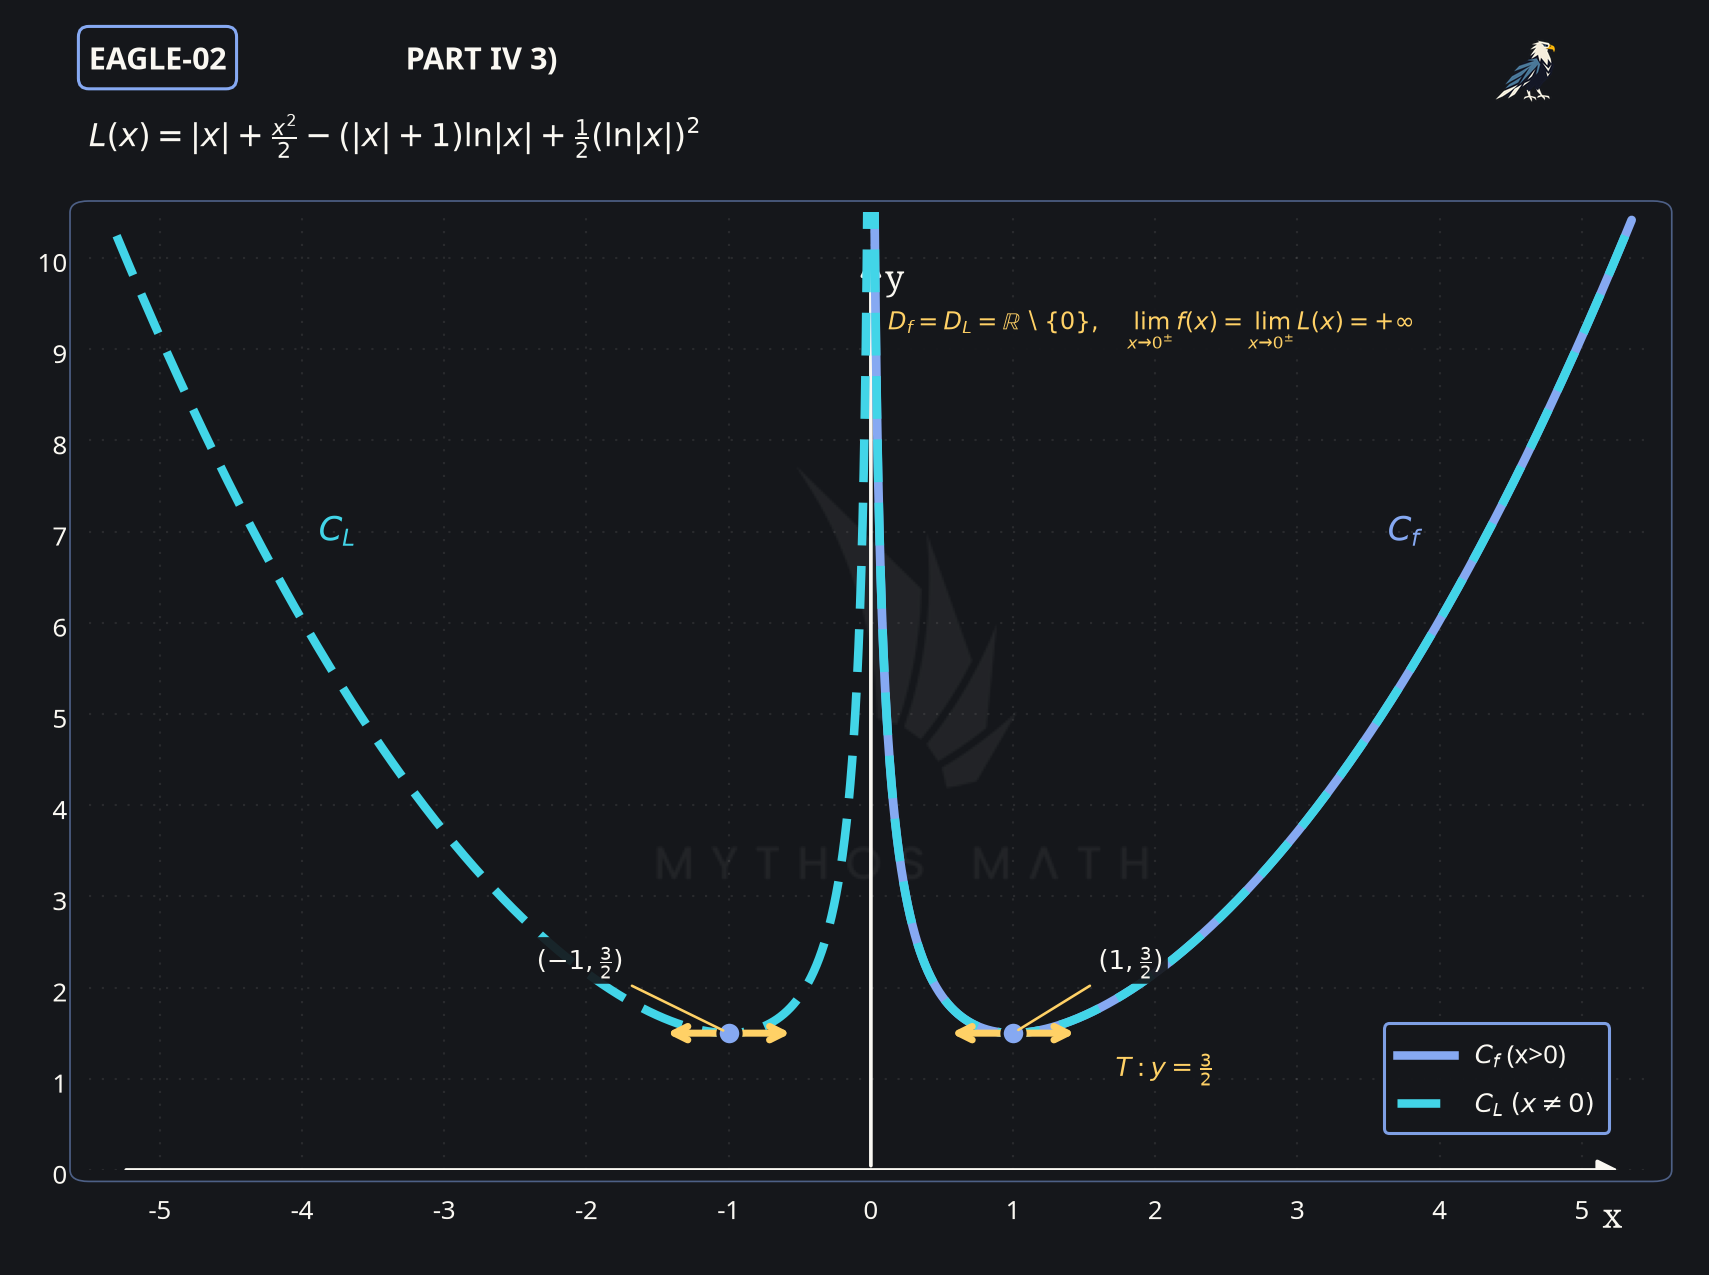 EAGLE-02 PART IV 3)
L(x) = |x| + x²/2 − (|x| + 1)ln|x| + 1/2(ln|x|)²
10
9
8
7
6
5
4
3
2
1
0
y
D_f = D_L = ℝ \ {0}, lim_{x→0±} f(x) = lim_{x→0±} L(x) = +∞
C_L
C_f
MYTHOS MΛTH
(−1, 3/2)
(1, 3/2)
T : y = 3/2
C_f (x>0)
C_L (x ≠ 0)
-5 -4 -3 -2 -1 0 1 2 3 4 5 x